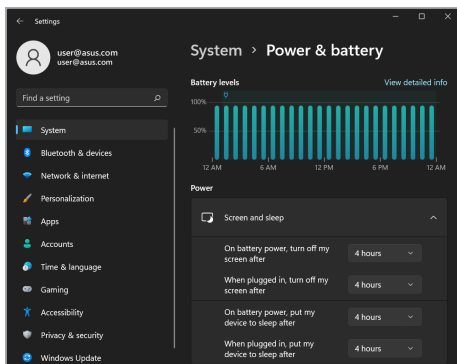 Settings
user@asus.com
user@asus.com
Find a setting
System
Bluetooth & devices
Network & internet
Personalization
Apps
Accounts
Time & language
Gaming
Accessibility
Privacy & security
Windows Update
System > Power & battery
Battery levels
View detailed info
100%
50%
12 AM 6 AM 12 PM 6 PM 12 AM
Power
Screen and sleep
On battery power, turn off my
screen after
4 hours
When plugged in, turn off my
screen after
4 hours
On battery power, put my
device to sleep after
4 hours
When plugged in, put my
device to sleep after
4 hours